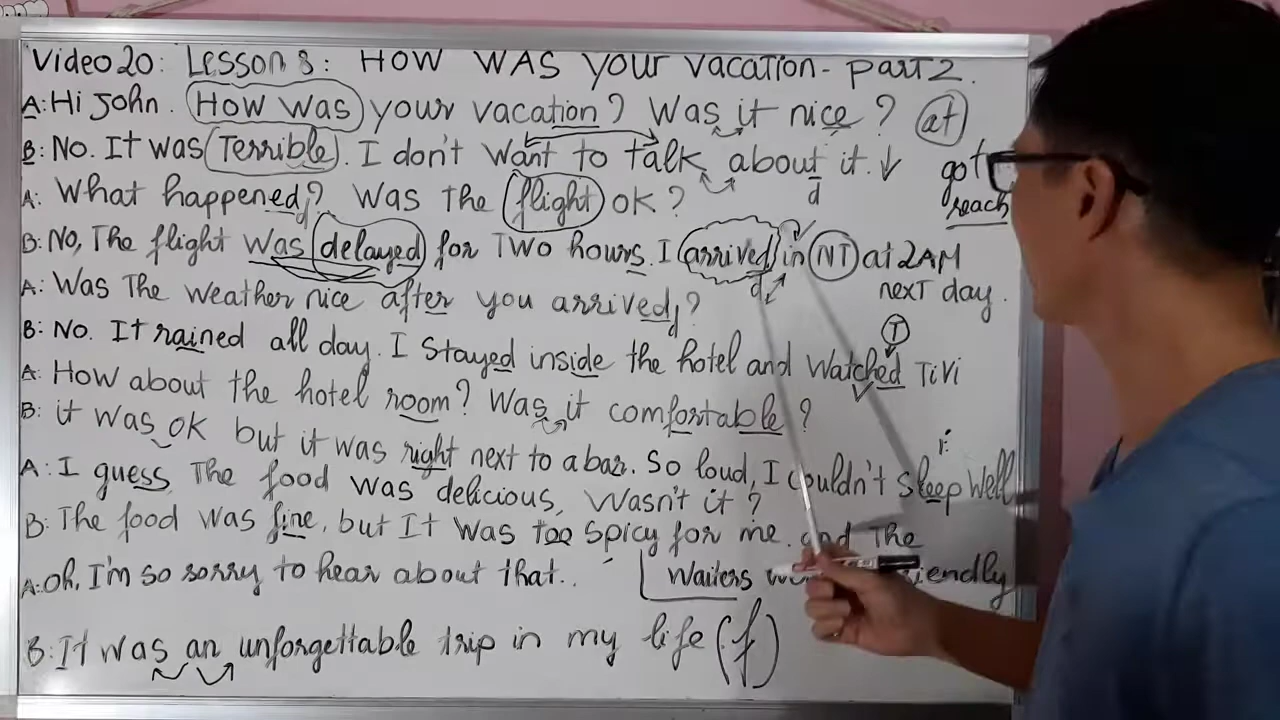 Video 20: Lesson 8: HOW WAS your vacation - part 2.
A: Hi John. How was your vacation? Was it nice? at
B: No. It was Terrible. I don't want to talk about it. ↓ got
d reach
A: What happened? Was the flight OK?
d
B: No, The flight was delayed for Two hours. I arrived in NT at 2AM
d next day.
A: Was The weather nice after you arrived?
d
B: No. It rained all day. I stayed inside the hotel and watched TiVi
T
A: How about the hotel room? Was it comfortable?
B: it was OK but it was right next to a bar. So loud, I couldn't sleep well
i:
A: I guess The food was delicious, Wasn't it?
B: The food was fine, but It was too spicy for me. and The
waiters
A: Oh, I'm so sorry to hear about that..
B: It was an unforgettable trip in my life (f)